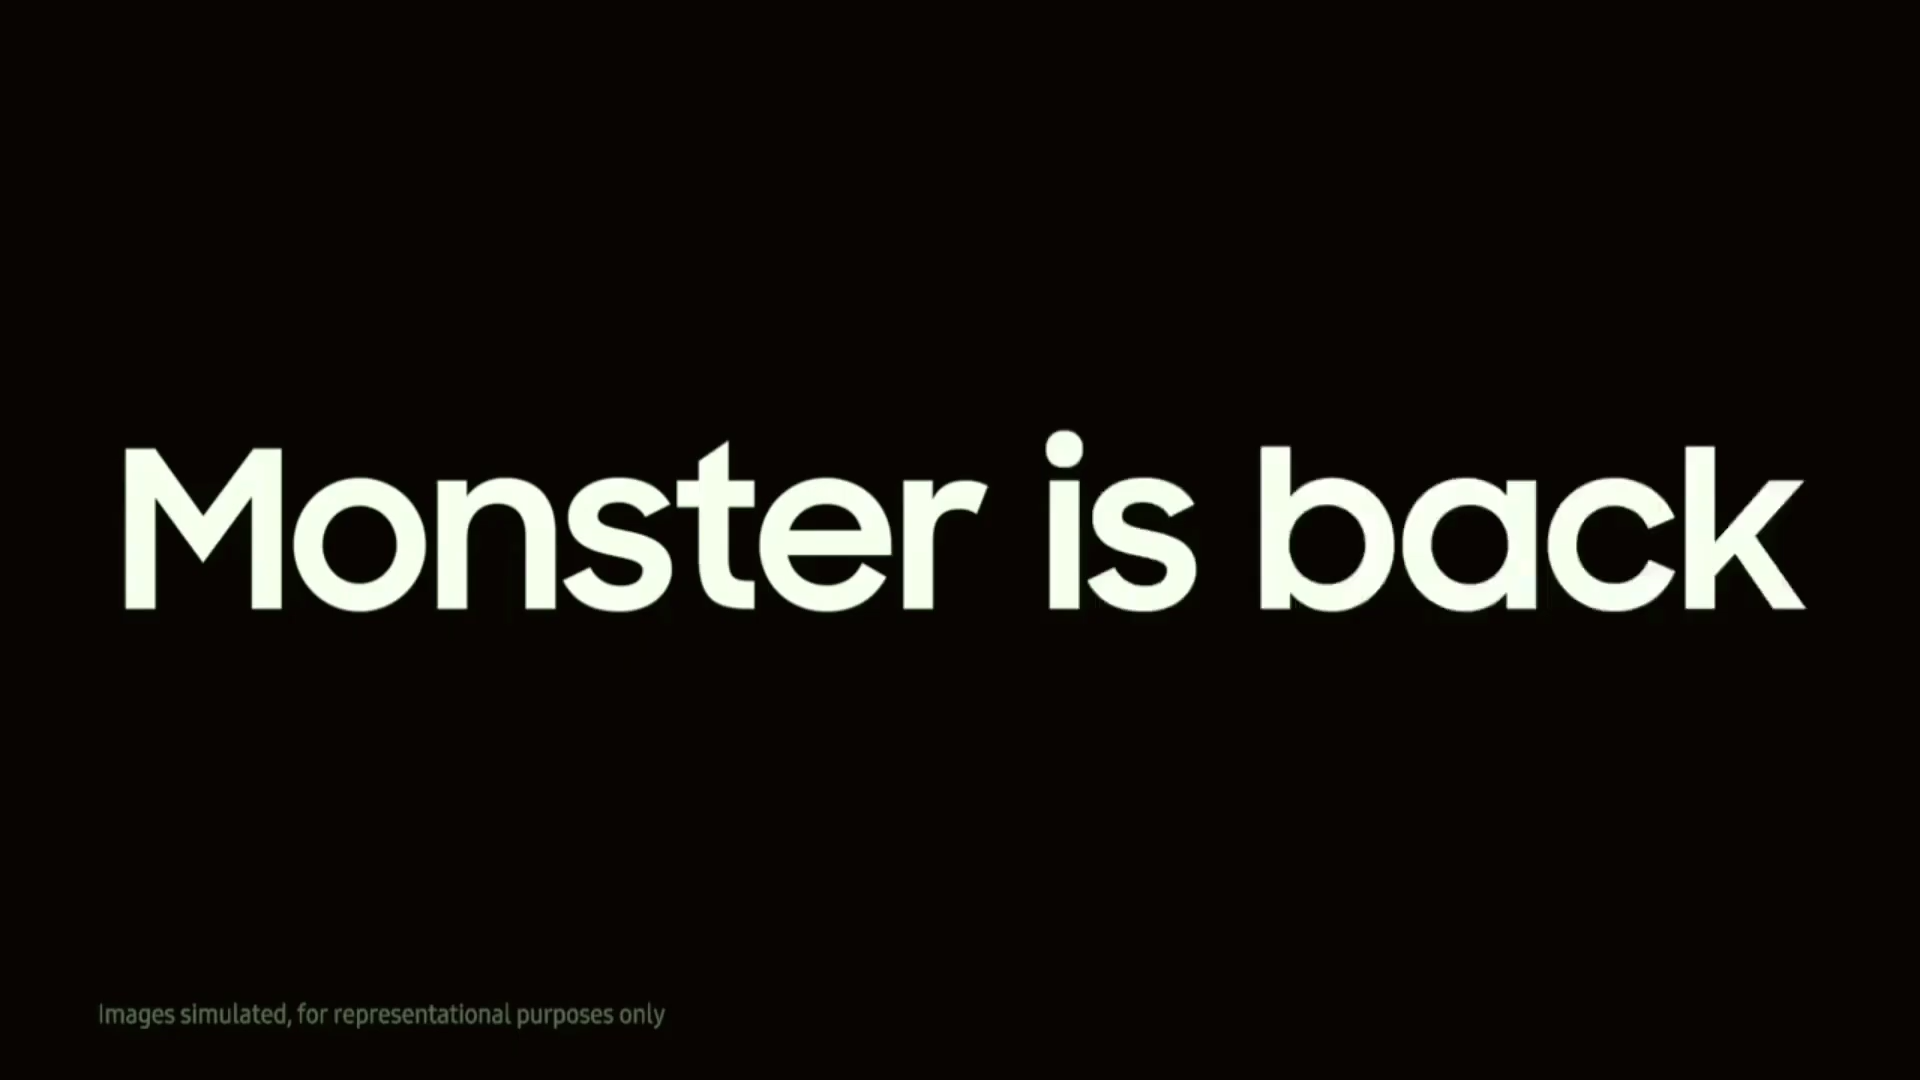 Monster is back
Images simulated, for representational purposes only